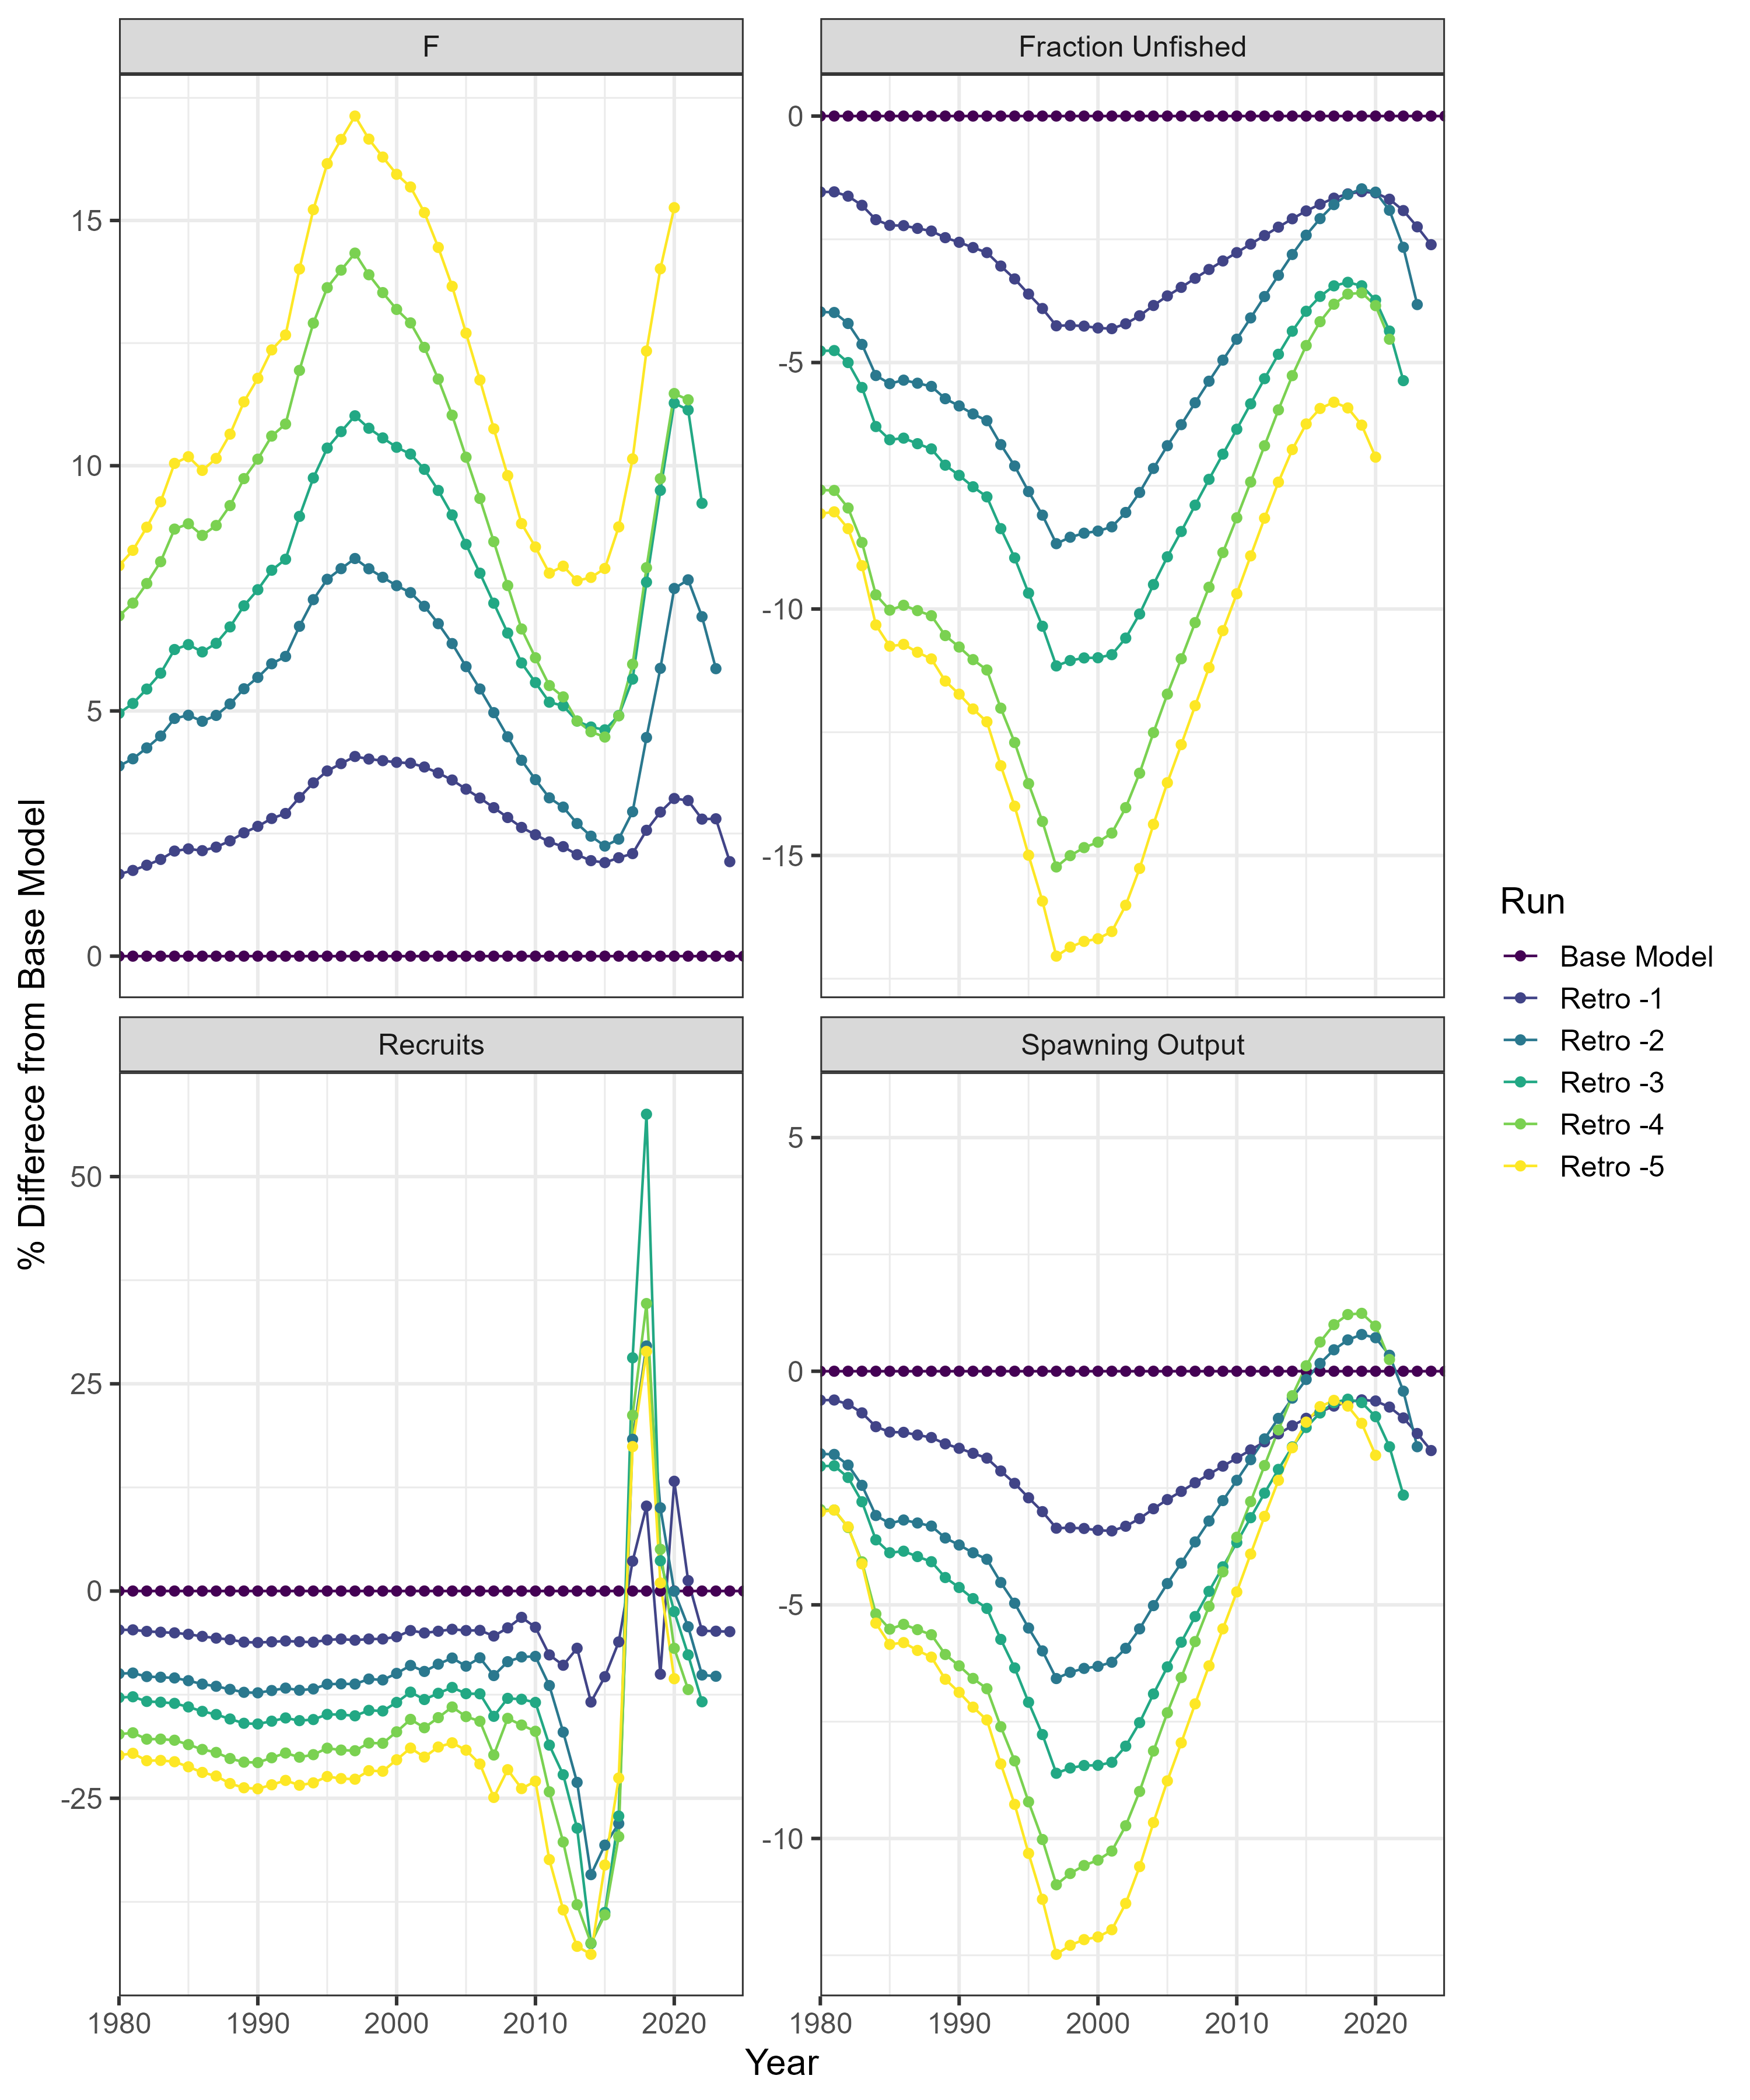 F
Fraction Unfished
15
10
5
0
0
-5
-10
-15
% Differece from Base Model
Recruits
Spawning Output
50
25
0
-25
5
0
-5
-10
1980 1990 2000 2010 2020
1980 1990 2000 2010 2020
Year
Run
Base Model
Retro -1
Retro -2
Retro -3
Retro -4
Retro -5